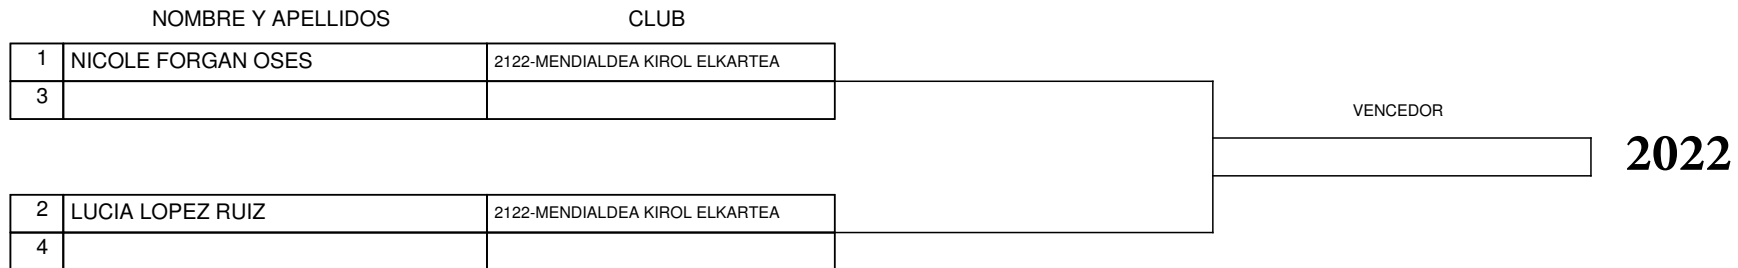 NOMBRE Y APELLIDOS CLUB
1 NICOLE FORGAN OSES 2122-MENDIALDEA KIROL ELKARTEA
3
VENCEDOR
2022
2 LUCIA LOPEZ RUIZ 2122-MENDIALDEA KIROL ELKARTEA
4